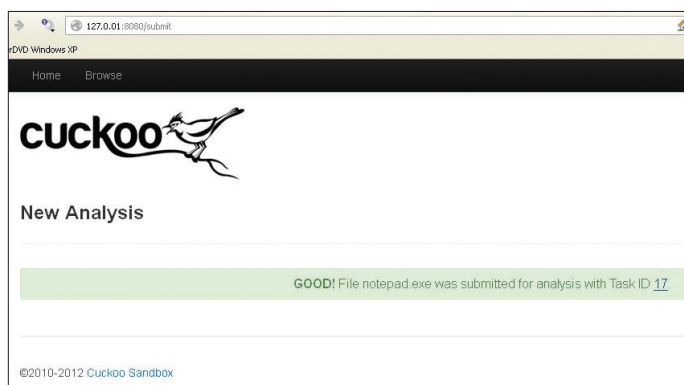 127.0.01:8080/submit
rDVD Windows XP
Home Browse
cuckoo
New Analysis
GOOD! File notepad.exe was submitted for analysis with Task ID 17.
©2010-2012 Cuckoo Sandbox